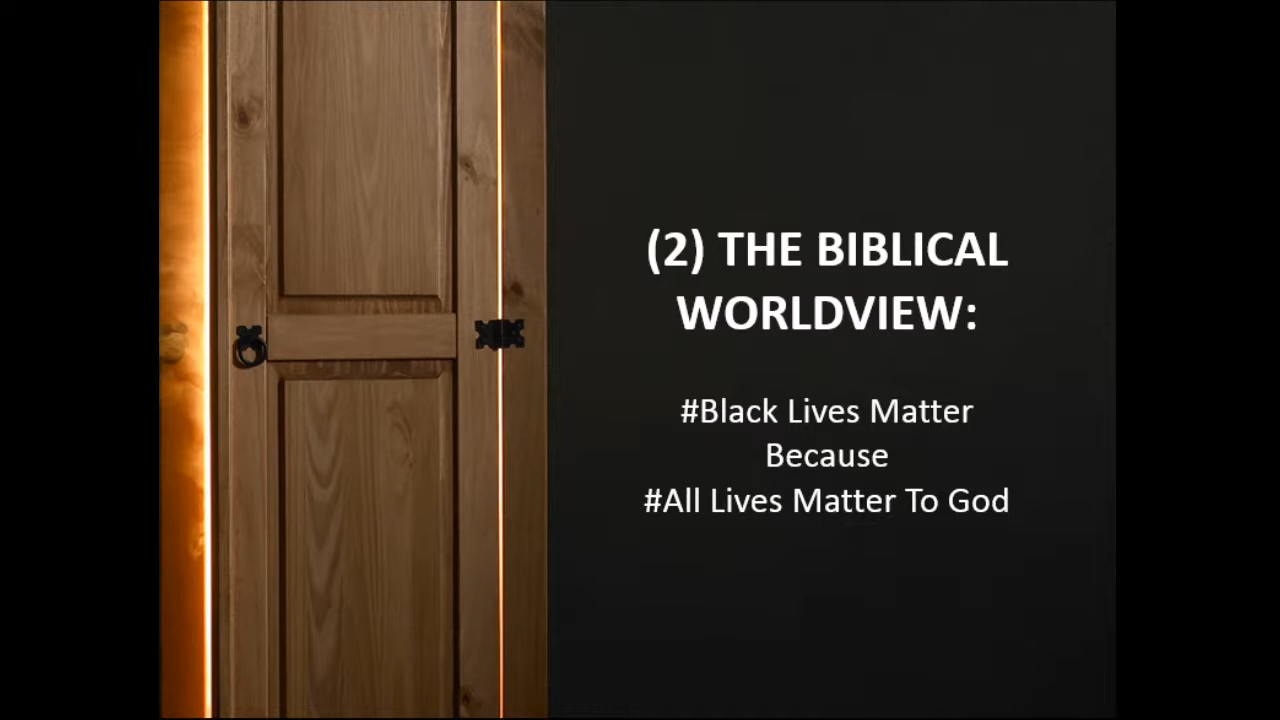 (2) THE BIBLICAL
WORLDVIEW:
#Black Lives Matter
Because
#All Lives Matter To God